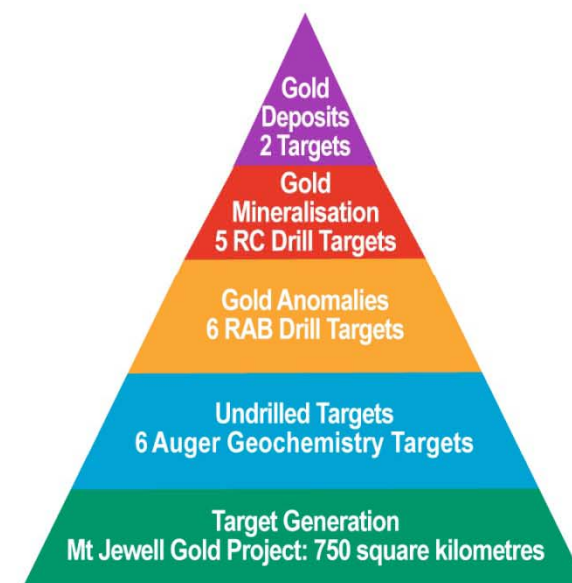 Gold
Deposits
2 Targets
Gold
Mineralisation
5 RC Drill Targets
Gold Anomalies
6 RAB Drill Targets
Undrilled Targets
6 Auger Geochemistry Targets
Target Generation
Mt Jewell Gold Project: 750 square kilometres